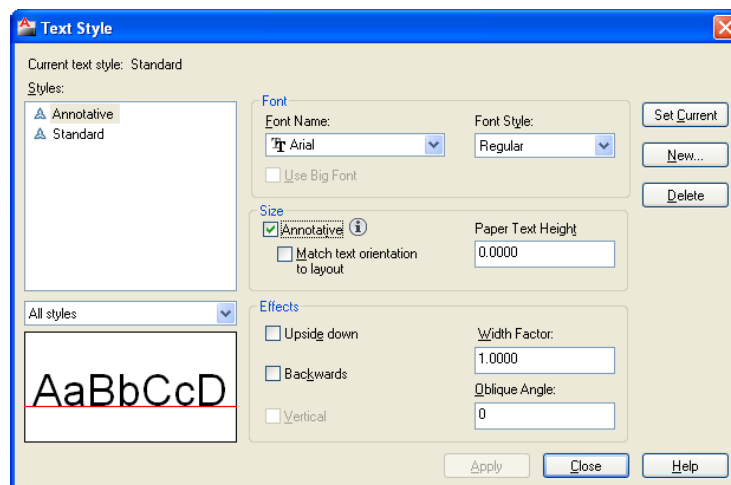 Text Style
Current text style: Standard
Styles:
Annotative
Standard
All styles
AaBbCcD
Font
Font Name:
Arial
Font Style:
Regular
Use Big Font
Size
Annotative
Match text orientation
to layout
Paper Text Height
0.0000
Effects
Upside down
Backwards
Vertical
Width Factor:
1.0000
Oblique Angle:
0
Set Current
New...
Delete
Apply
Close
Help